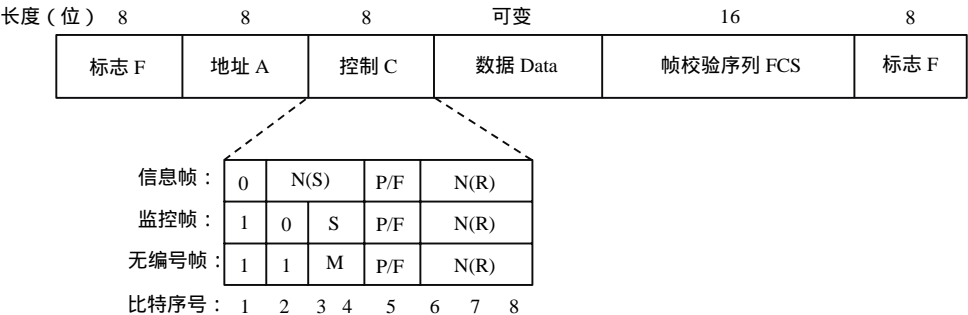 长度（位） 8 8 8 可变 16 8
标志 F 地址 A 控制 C 数据 Data 帧校验序列 FCS 标志 F
信息帧： 0 N(S) P/F N(R)
监控帧： 1 0 S P/F N(R)
无编号帧： 1 1 M P/F N(R)
比特序号： 1 2 3 4 5 6 7 8